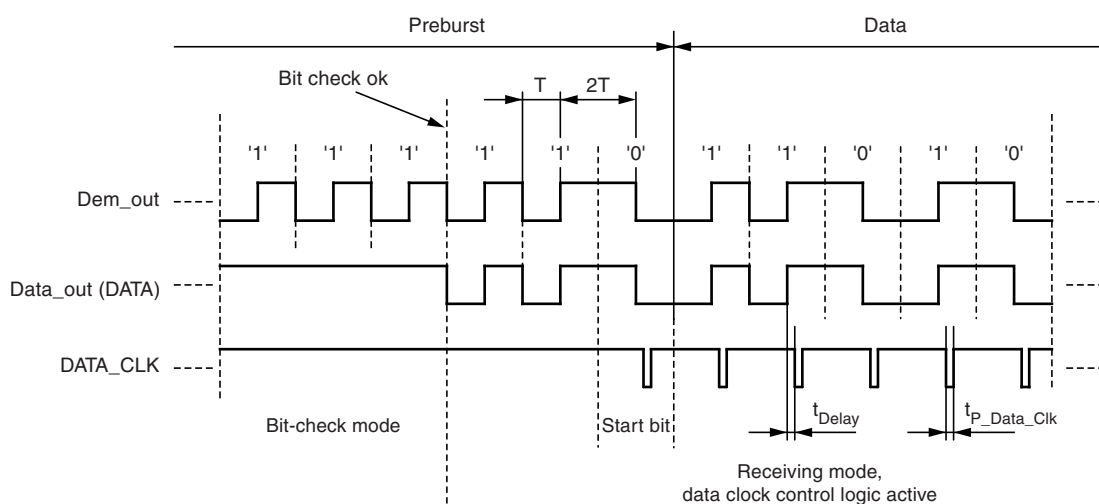 Preburst
Data
Bit check ok
T
2T
'1' '1' '1' '1' '1' '0' '1' '1' '0' '1' '0'
Dem_out
Data_out (DATA)
DATA_CLK
Bit-check mode
Start bit
tDelay
tP_Data_Clk
Receiving mode,
data clock control logic active